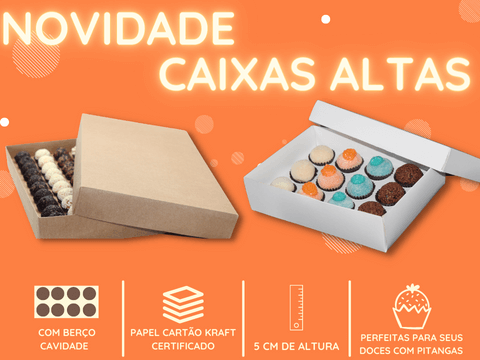 NOVIDADE
CAIXAS ALTAS
COM BERÇO
CAVIDADE
PAPEL CARTÃO KRAFT
CERTIFICADO
5 CM DE ALTURA
PERFEITAS PARA SEUS
DOCES COM PITANGAS